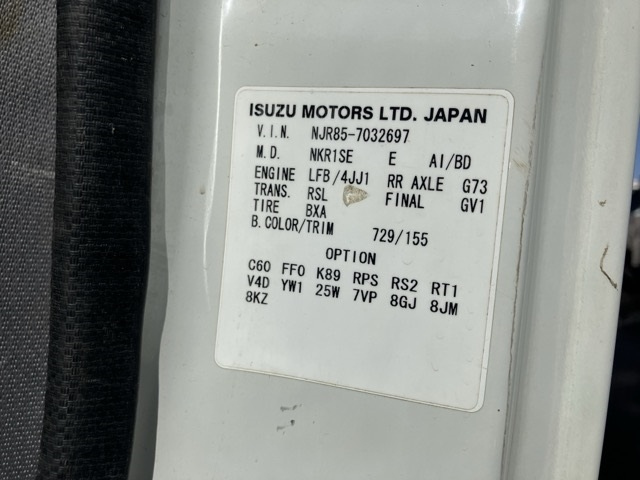 ISUZU MOTORS LTD. JAPAN
V.I.N. NJR85-7032697
M.D. NKR1SE E AI/BD
ENGINE LFB/4JJ1 RR AXLE G73
TRANS. RSL FINAL GV1
TIRE BXA
B.COLOR/TRIM 729/155
OPTION
C60 FF0 K89 RPS RS2 RT1
V4D YW1 25W 7VP 8GJ 8JM
8KZ